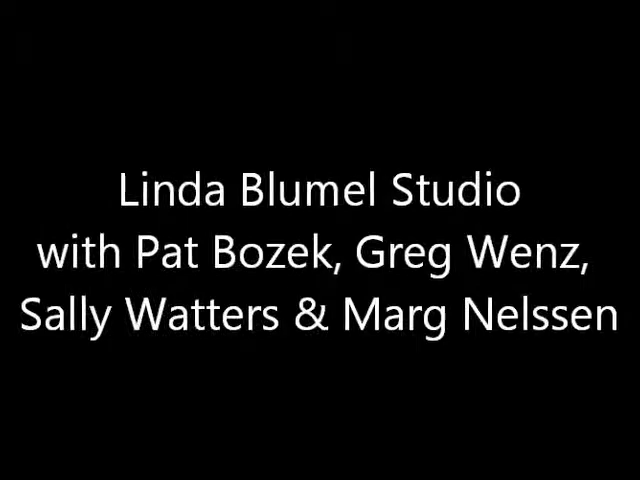 Linda Blumel Studio
with Pat Bozek, Greg Wenz,
Sally Watters & Marg Nelssen